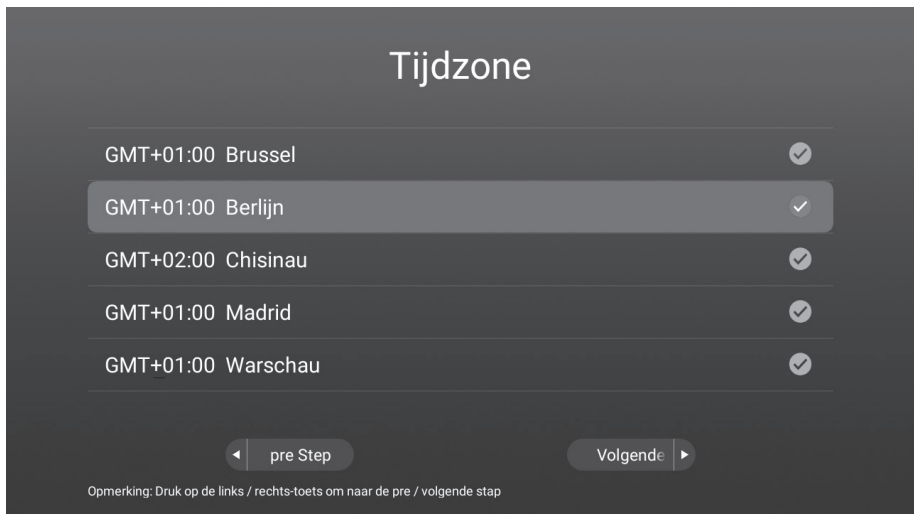 Tijdzone
GMT+01:00 Brussel
GMT+01:00 Berlijn
GMT+02:00 Chisinau
GMT+01:00 Madrid
GMT+01:00 Warschau
pre Step
Volgende
Opmerking: Druk op de links / rechts-toets om naar de pre / volgende stap